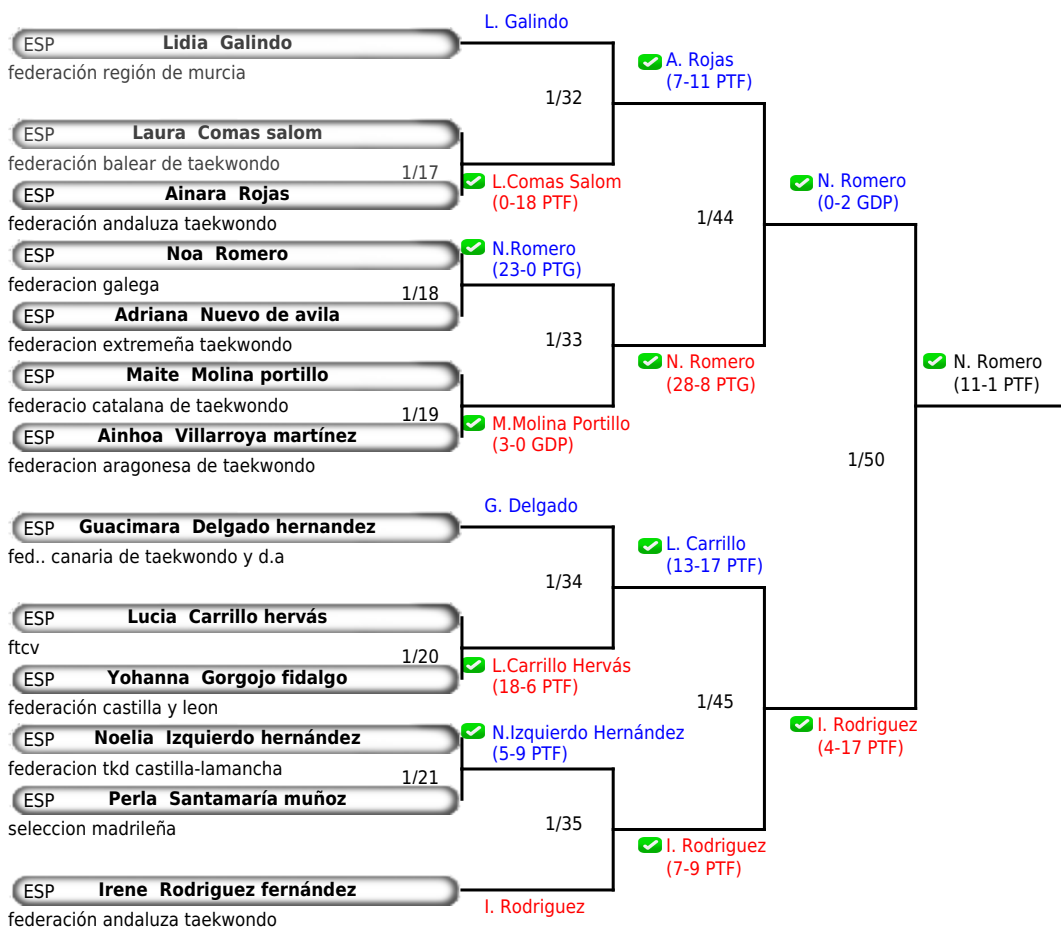 L. Galindo
ESP Lidia Galindo
federación región de murcia
A. Rojas
(7-11 PTF)
1/32
ESP Laura Comas salom
federación balear de taekwondo
1/17
L.Comas Salom
(0-18 PTF)
ESP Ainara Rojas
federación andaluza taekwondo
N. Romero
(0-2 GDP)
1/44
ESP Noa Romero
federacion galega
N.Romero
(23-0 PTG)
1/18
ESP Adriana Nuevo de avila
federacion extremeña taekwondo
1/33
ESP Maite Molina portillo
federacio catalana de taekwondo
N. Romero
(28-8 PTG)
N. Romero
(11-1 PTF)
1/19
M.Molina Portillo
(3-0 GDP)
ESP Ainhoa Villarroya martínez
federacion aragonesa de taekwondo
1/50
G. Delgado
ESP Guacimara Delgado hernandez
fed.. canaria de taekwondo y d.a
L. Carrillo
(13-17 PTF)
1/34
ESP Lucia Carrillo hervás
ftcv
1/20
L.Carrillo Hervás
(18-6 PTF)
ESP Yohanna Gorgojo fidalgo
federación castilla y leon
1/45
I. Rodriguez
(4-17 PTF)
ESP Noelia Izquierdo hernández
federacion tkd castilla-lamancha
N.Izquierdo Hernández
(5-9 PTF)
1/21
ESP Perla Santamaría muñoz
seleccion madrileña
1/35
I. Rodriguez
(7-9 PTF)
ESP Irene Rodriguez fernández
federación andaluza taekwondo
I. Rodriguez